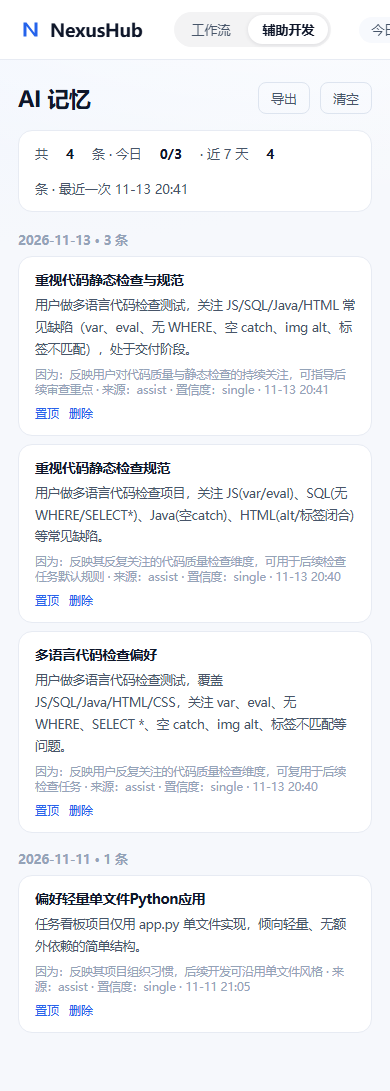 NexusHub 工作流 辅助开发 今日
AI 记忆 导出 清空
共 4 条 · 今日 0/3 · 近 7 天 4
条 · 最近一次 11-13 20:41
2026-11-13 • 3 条
重视代码静态检查与规范
用户做多语言代码检查测试，关注 JS/SQL/Java/HTML 常
见缺陷（var、eval、无 WHERE、空 catch、img alt、标
签不匹配），处于交付阶段。
因为：反映用户对代码质量与静态检查的持续关注，可指导后
续审查重点 · 来源：assist · 置信度：single · 11-13 20:41
置顶 删除
重视代码静态检查规范
用户做多语言代码检查项目，关注 JS(var/eval)、SQL(无
WHERE/SELECT*)、Java(空catch)、HTML(alt/标签闭合)
等常见缺陷。
因为：反映其反复关注的代码质量检查维度，可用于后续检查
任务默认规则 · 来源：assist · 置信度：single · 11-13 20:40
置顶 删除
多语言代码检查偏好
用户做多语言代码检查测试，覆盖
JS/SQL/Java/HTML/CSS，关注 var、eval、无
WHERE、SELECT *、空 catch、img alt、标签不匹配等
问题。
因为：反映用户反复关注的代码质量检查维度，可复用于后续
检查任务 · 来源：assist · 置信度：single · 11-13 20:40
置顶 删除
2026-11-11 • 1 条
偏好轻量单文件Python应用
任务看板项目仅用 app.py 单文件实现，倾向轻量、无额
外依赖的简单结构。
因为：反映其项目组织习惯，后续开发可沿用单文件风格 · 来
源：assist · 置信度：single · 11-11 21:05
置顶 删除